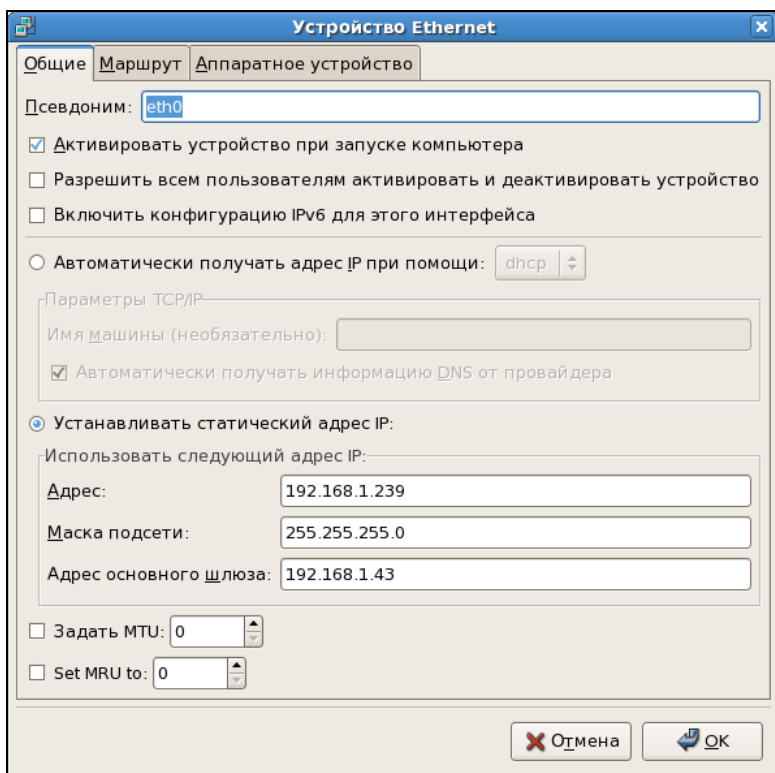 Устройство Ethernet
Общие Маршрут Аппаратное устройство
Псевдоним: eth0
Активировать устройство при запуске компьютера
Разрешить всем пользователям активировать и деактивировать устройство
Включить конфигурацию IPv6 для этого интерфейса
Автоматически получать адрес IP при помощи: dhcp
Параметры TCP/IP
Имя машины (необязательно):
Автоматически получать информацию DNS от провайдера
Устанавливать статический адрес IP:
Использовать следующий адрес IP:
Адрес: 192.168.1.239
Маска подсети: 255.255.255.0
Адрес основного шлюза: 192.168.1.43
Задать MTU: 0
Set MRU to: 0
Отмена OK